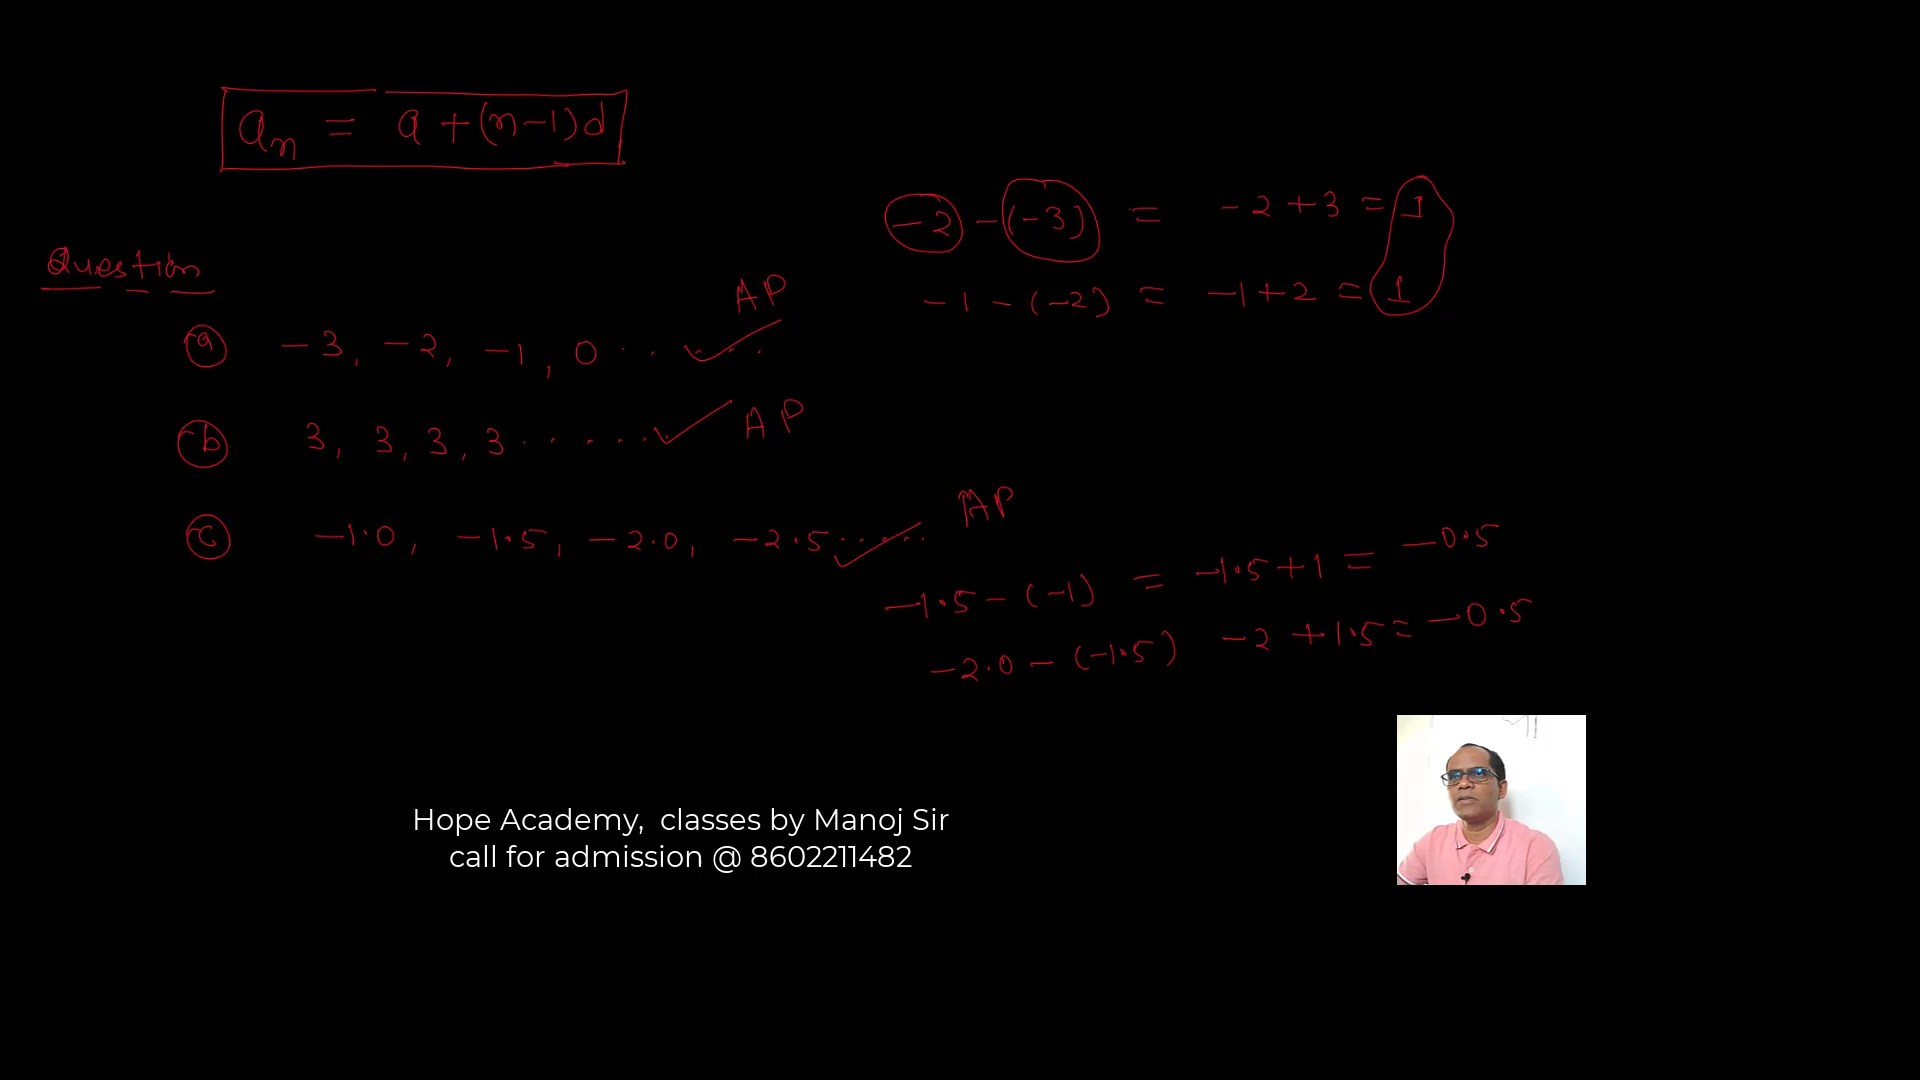 an = a+(n-1)d
-2 - (-3) = -2+3 = 1
Question
-1 - (-2) = -1+2 = 1
AP
a -3, -2, -1, 0 ......
b 3, 3, 3, 3 ...... AP
AP
c -1.0, -1.5, -2.0, -2.5 ......
-1.5 - (-1) = -1.5+1 = -0.5
-2.0 - (-1.5) -2 +1.5 = -0.5
Hope Academy, classes by Manoj Sir
call for admission @ 8602211482